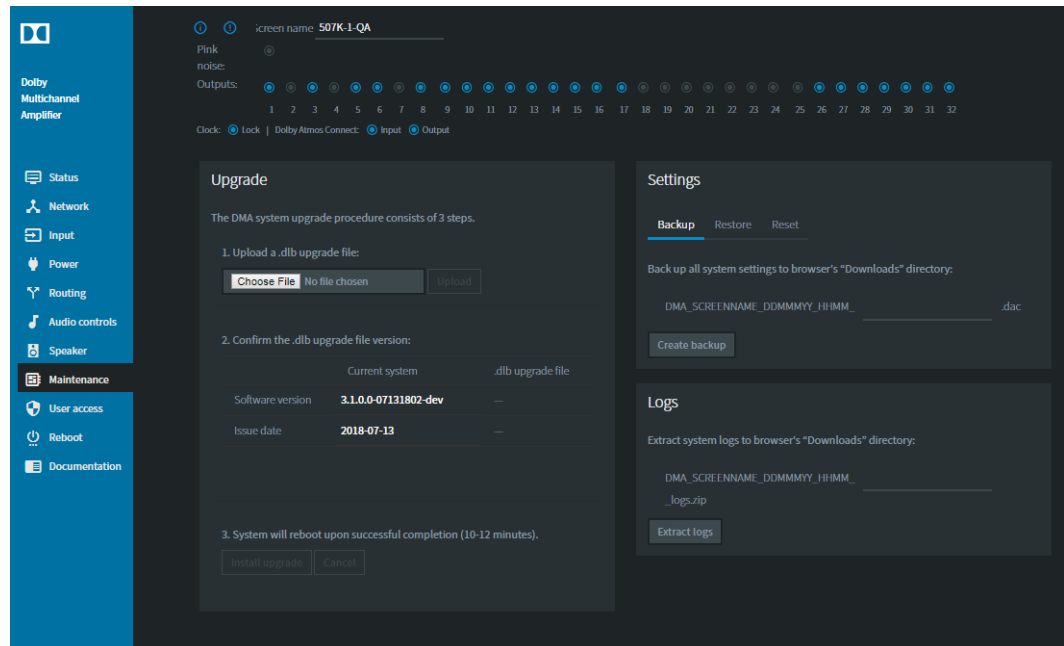 Dolby
Multichannel
Amplifier
Status
Network
Input
Power
Routing
Audio controls
Speaker
Maintenance
User access
Reboot
Documentation
Screen name 507K-1-QA
Pink
noise:
Outputs:
1 2 3 4 5 6 7 8 9 10 11 12 13 14 15 16 17 18 19 20 21 22 23 24 25 26 27 28 29 30 31 32
Clock: Lock | Dolby Atmos Connect: Input Output
Upgrade
The DMA system upgrade procedure consists of 3 steps.
1. Upload a .dlb upgrade file:
Choose File No file chosen Upload
2. Confirm the .dlb upgrade file version:
Current system .dlb upgrade file
Software version 3.1.0.0-07131802-dev —
Issue date 2018-07-13 —
3. System will reboot upon successful completion (10-12 minutes).
Install upgrade Cancel
Settings
Backup Restore Reset
Back up all system settings to browser's "Downloads" directory:
DMA_SCREENNAME_DDMMMYY_HHMM_ .dac
Create backup
Logs
Extract system logs to browser's "Downloads" directory:
DMA_SCREENNAME_DDMMMYY_HHMM_
_logs.zip
Extract logs